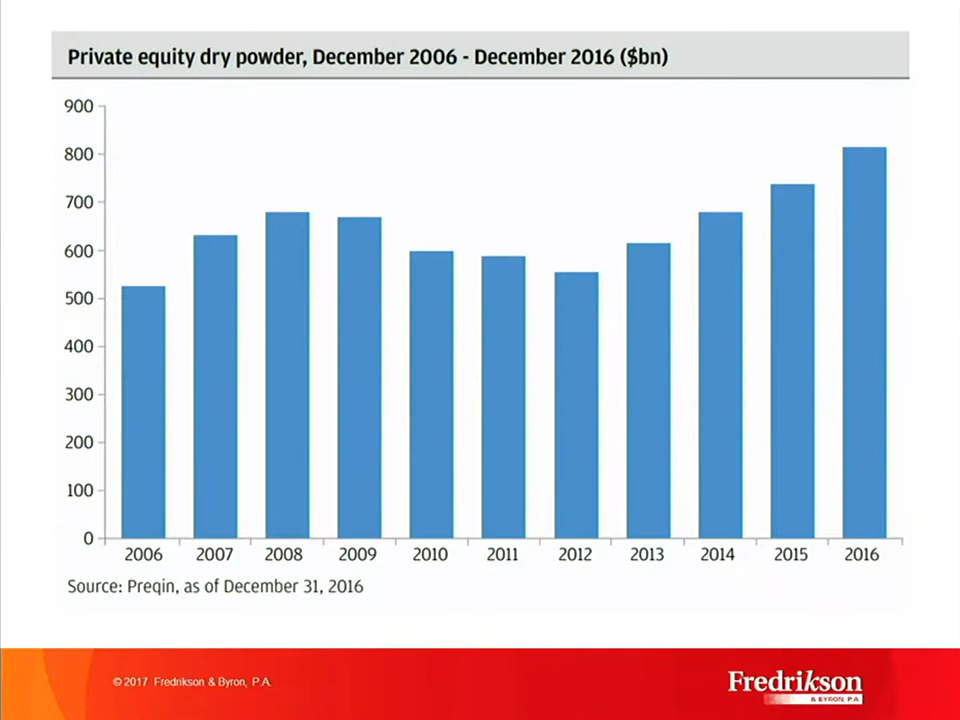 Private equity dry powder, December 2006 - December 2016 ($bn)
900
800
700
600
500
400
300
200
100
0
2006 2007 2008 2009 2010 2011 2012 2013 2014 2015 2016
Source: Preqin, as of December 31, 2016
© 2017 Fredrikson & Byron, P.A.
Fredrikson
& BYRON, P.A.